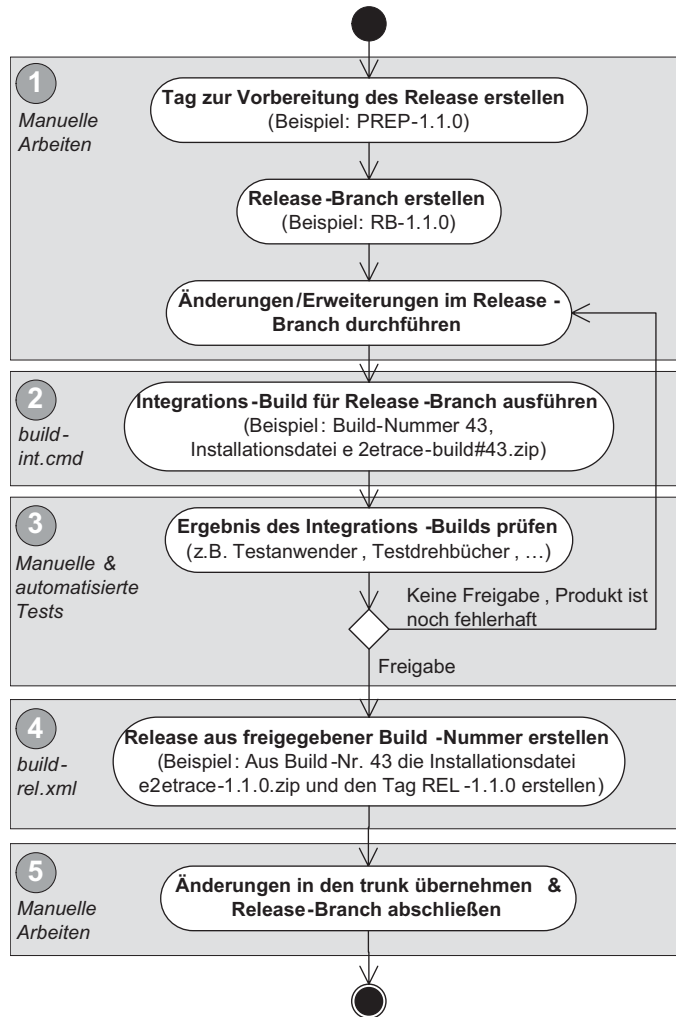 1
Manuelle
Arbeiten
Tag zur Vorbereitung des Release erstellen
(Beispiel: PREP-1.1.0)
Release-Branch erstellen
(Beispiel: RB-1.1.0)
Änderungen/Erweiterungen im Release -
Branch durchführen
2
build-
int.cmd
Integrations-Build für Release-Branch ausführen
(Beispiel: Build-Nummer 43,
Installationsdatei e 2etrace-build#43.zip)
3
Manuelle &
automatisierte
Tests
Ergebnis des Integrations -Builds prüfen
(z.B. Testanwender , Testdrehbücher , ...)
Keine Freigabe , Produkt ist
noch fehlerhaft
Freigabe
4
build-
rel.xml
Release aus freigegebener Build -Nummer erstellen
(Beispiel: Aus Build-Nr. 43 die Installationsdatei
e2etrace-1.1.0.zip und den Tag REL -1.1.0 erstellen)
5
Manuelle
Arbeiten
Änderungen in den trunk übernehmen &
Release-Branch abschließen